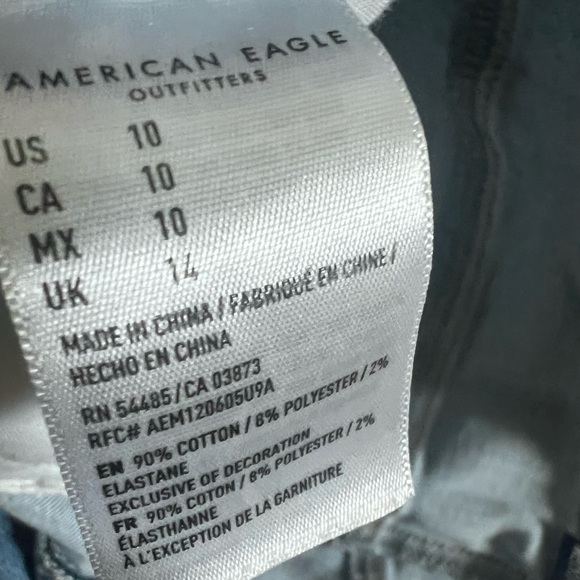 AMERICAN EAGLE
OUTFITTERS
US 10
CA 10
MX 10
UK 14
MADE IN CHINA / FABRIQUÉ EN CHINE /
HECHO EN CHINA
RN 54485/CA 03873
RFC# AEM120605U9A
EN 90% COTTON / 8% POLYESTER / 2%
ELASTANE
EXCLUSIVE OF DECORATION
FR 90% COTON / 8% POLYESTER / 2%
ÉLASTHANNE
À L'EXCEPTION DE LA GARNITURE